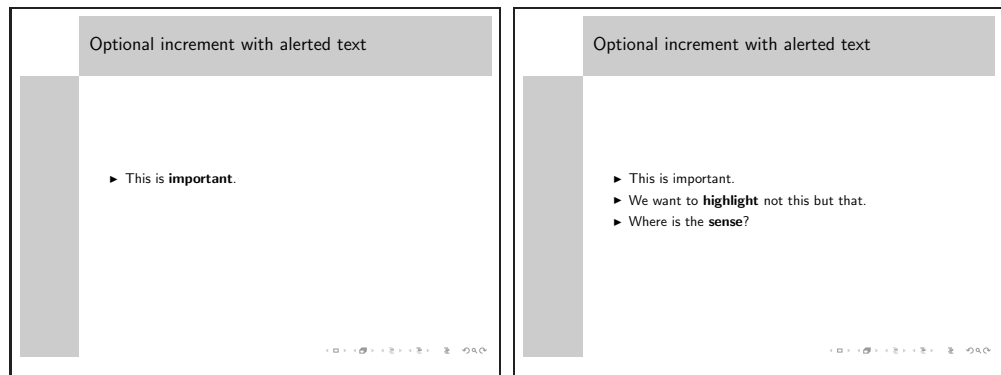 Optional increment with alerted text
► This is important.
Optional increment with alerted text
► This is important.
► We want to highlight not this but that.
► Where is the sense?